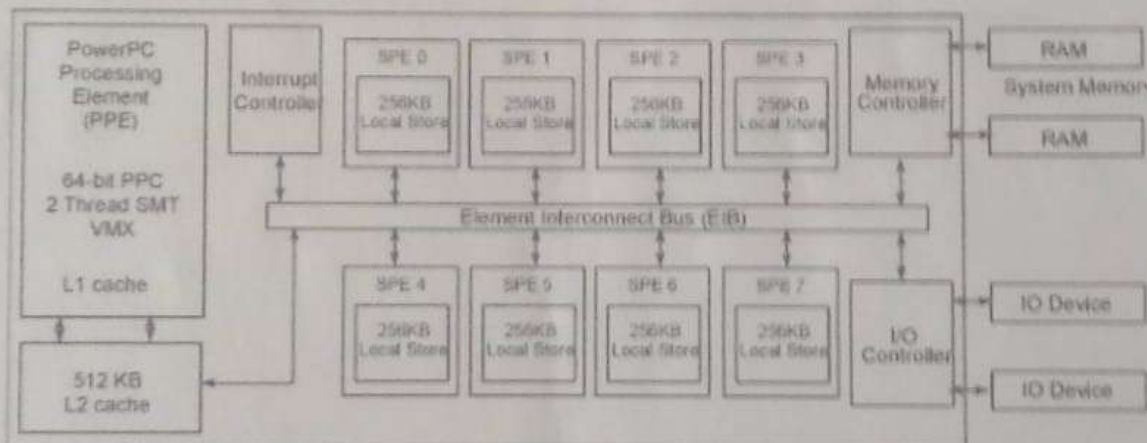 PowerPC
Processing
Element
(PPE)
64-bit PPC
2 Thread SMT
VMX
L1 cache
512 KB
L2 cache
Interrupt
Controller
SPE 0
256KB
Local Store
SPE 1
256KB
Local Store
SPE 2
256KB
Local Store
SPE 3
256KB
Local Store
Memory
Controller
RAM
System Memory
RAM
Element Interconnect Bus (EIB)
SPE 4
256KB
Local Store
SPE 5
256KB
Local Store
SPE 6
256KB
Local Store
SPE 7
256KB
Local Store
I/O
Controller
IO Device
IO Device